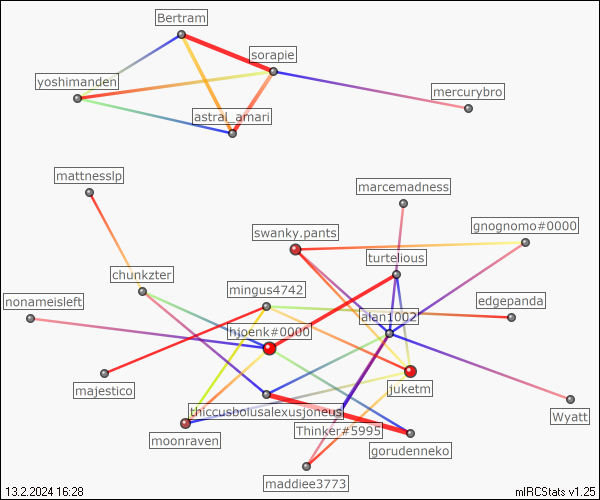 Bertram
sorapie
yoshimanden
mercurybro
astral_amari
mattnesslp
marcemadness
gnognomo#0000
swanky.pants
turtelious
chunkzter
mingus4742
nonameisleft
edgepanda
alan1002
hjoenk#0000
majestico
juketm
thiccusboiusalexusjoneus
Wyatt
Thinker#5995
moonraven
gorudenneko
maddiee3773
13.2.2024 16:28
mIRCStats v1.25